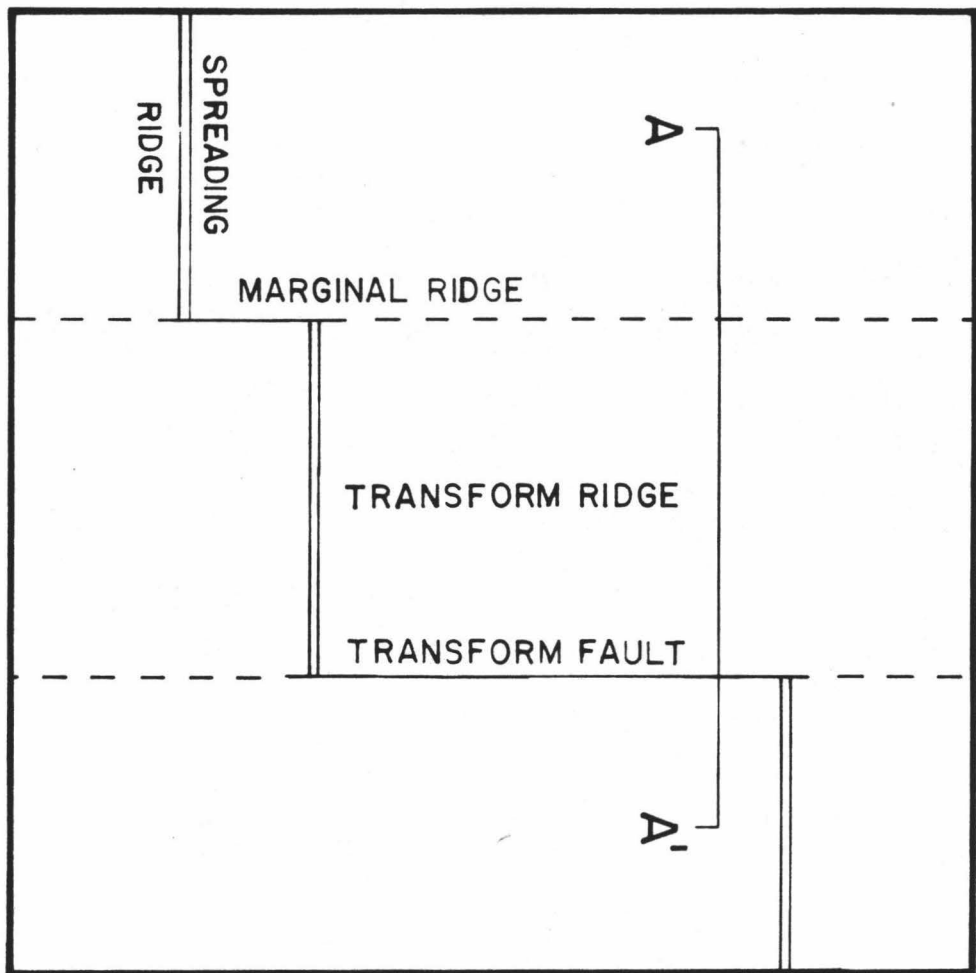 SPREADING
RIDGE
A
MARGINAL RIDGE
TRANSFORM RIDGE
TRANSFORM FAULT
A'